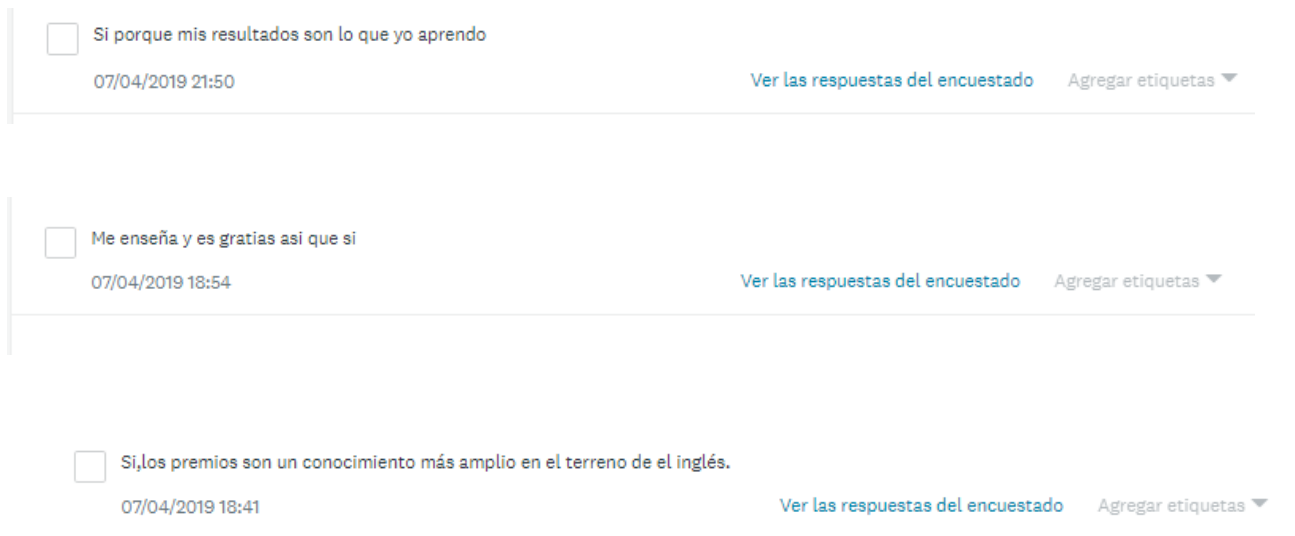 Si porque mis resultados son lo que yo aprendo
07/04/2019 21:50 Ver las respuestas del encuestado Agregar etiquetas
Me enseña y es gratias asi que si
07/04/2019 18:54 Ver las respuestas del encuestado Agregar etiquetas
Si,los premios son un conocimiento más amplio en el terreno de el inglés.
07/04/2019 18:41 Ver las respuestas del encuestado Agregar etiquetas